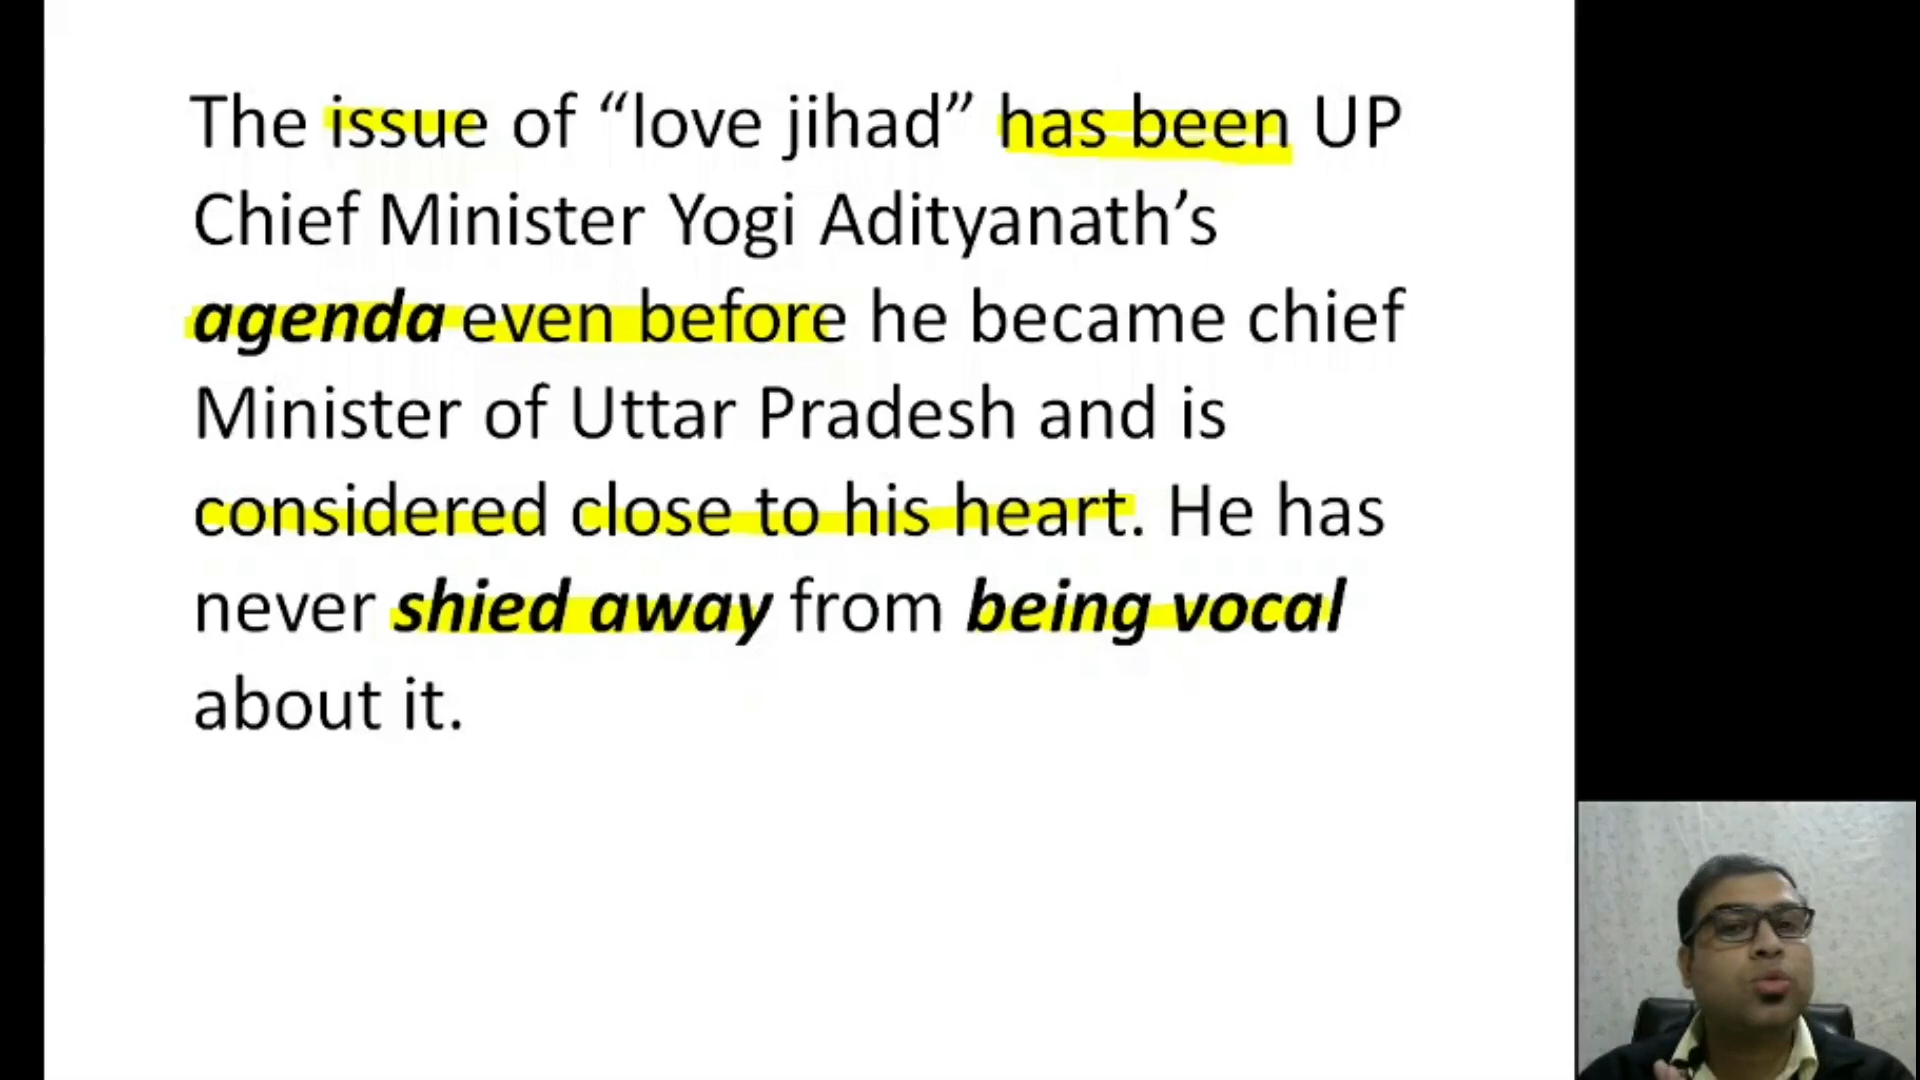 The issue of “love jihad” has been UP
Chief Minister Yogi Adityanath’s
agenda even before he became chief
Minister of Uttar Pradesh and is
considered close to his heart. He has
never shied away from being vocal
about it.